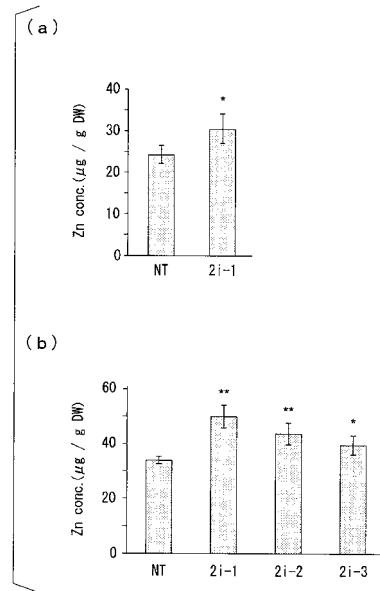 (a)
Zn conc.(μg / g DW)
40
30
20
10
0
*
NT 2i-1
(b)
Zn conc.(μg / g DW)
60
40
20
0
** ** *
NT 2i-1 2i-2 2i-3